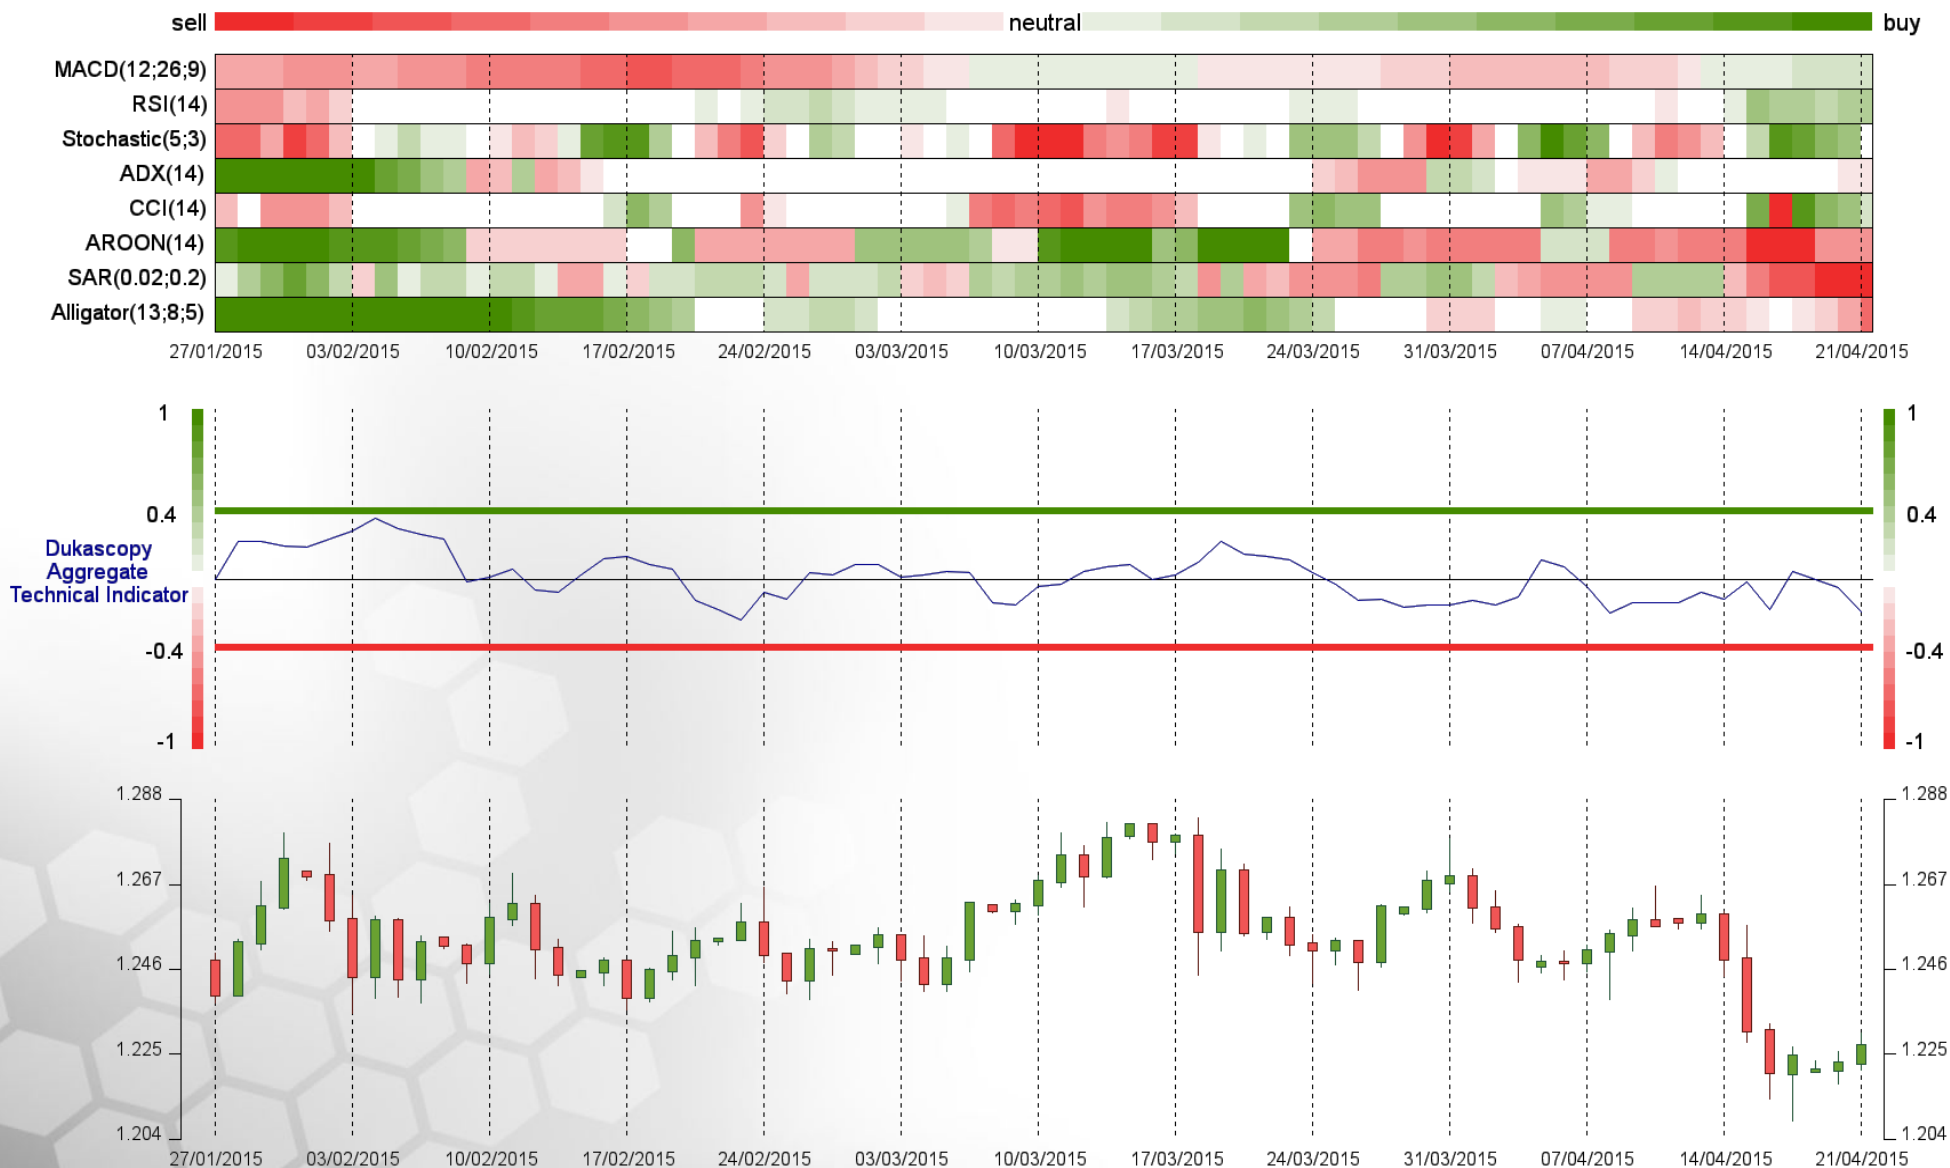 sell neutral buy
MACD(12;26;9)
RSI(14)
Stochastic(5;3)
ADX(14)
CCI(14)
AROON(14)
SAR(0.02;0.2)
Alligator(13;8;5)
27/01/2015 03/02/2015 10/02/2015 17/02/2015 24/02/2015 03/03/2015 10/03/2015 17/03/2015 24/03/2015 31/03/2015 07/04/2015 14/04/2015 21/04/2015
1 1
0.4 0.4
Dukascopy
Aggregate
Technical Indicator
-0.4 -0.4
-1 -1
1.288 1.288
1.267 1.267
1.246 1.246
1.225 1.225
1.204 1.204
27/01/2015 03/02/2015 10/02/2015 17/02/2015 24/02/2015 03/03/2015 10/03/2015 17/03/2015 24/03/2015 31/03/2015 07/04/2015 14/04/2015 21/04/2015